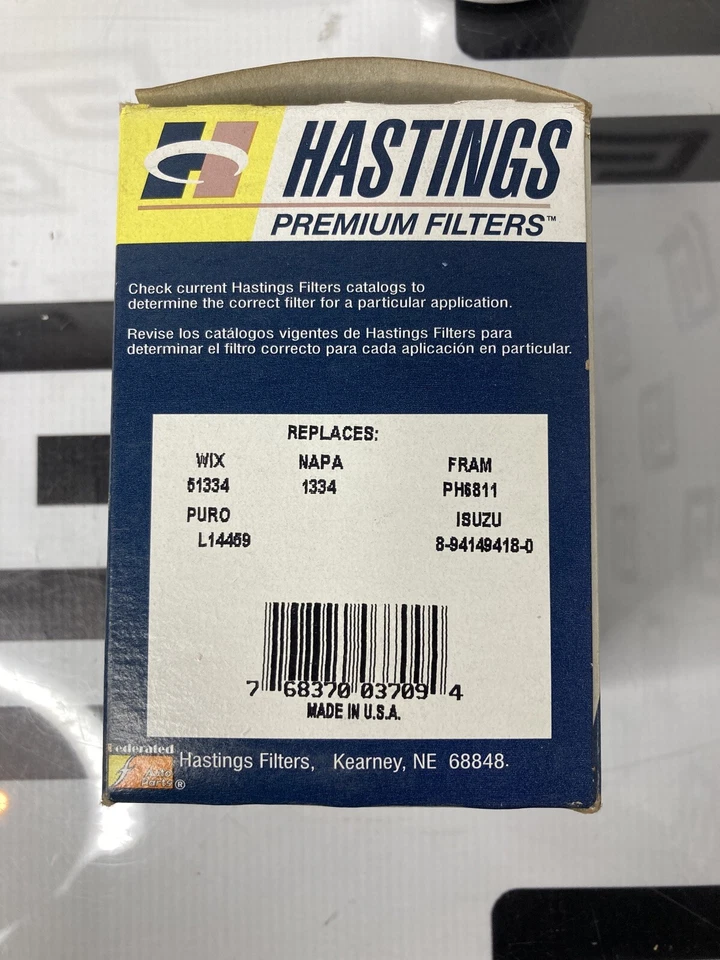 HASTINGS
PREMIUM FILTERS™
Check current Hastings Filters catalogs to
determine the correct filter for a particular application.
Revise los catálogos vigentes de Hastings Filters para
determinar el filtro correcto para cada aplicación en particular.
REPLACES:
WIX NAPA FRAM
51334 1334 PH6811
PURO ISUZU
L14459 8-94149418-0
7 68370 03709 4
MADE IN U.S.A.
Federated
Auto
Parts ®
Hastings Filters, Kearney, NE 68848.